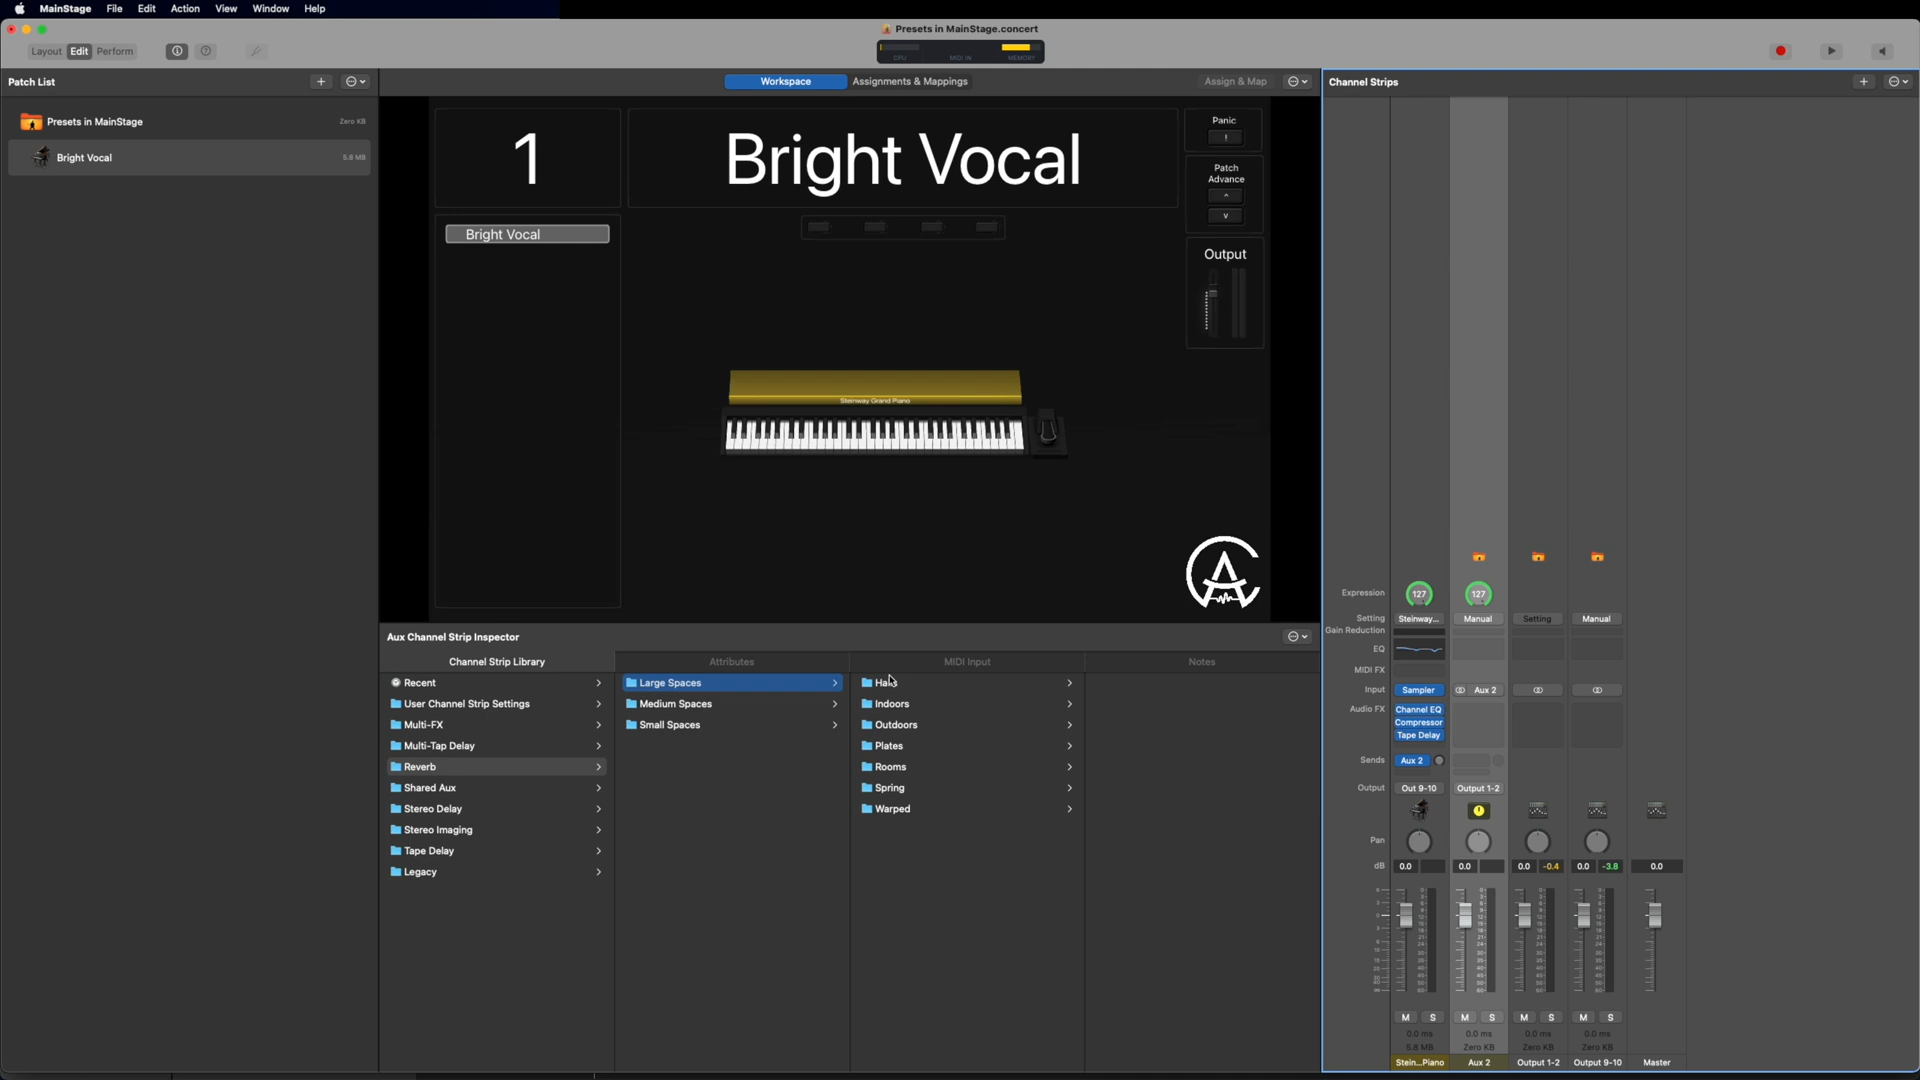 MainStage File Edit Action View Window Help
Presets in MainStage.concert
Layout Edit Perform
CPU MIDI IN MEMORY
Patch List
Workspace Assignments & Mappings Assign & Map
Channel Strips
Presets in MainStage Zero KB
Bright Vocal 5.8 MB
1
Bright Vocal
Panic
!
Patch
Advance
^
v
Bright Vocal
Output
Steinway Grand Piano
Aux Channel Strip Inspector
Channel Strip Library Attributes MIDI Input Notes
Recent
User Channel Strip Settings
Multi-FX
Multi-Tap Delay
Reverb
Shared Aux
Stereo Delay
Stereo Imaging
Tape Delay
Legacy
Large Spaces
Medium Spaces
Small Spaces
Halls
Indoors
Outdoors
Plates
Rooms
Spring
Warped
Expression 127 127
Setting Steinway... Manual Setting Manual
Gain Reduction
EQ
MIDI FX
Input Sampler Aux 2
Audio FX Channel EQ
Compressor
Tape Delay
Sends Aux 2
Output Out 9-10 Output 1-2
Pan
dB 0.0 0.0 0.0 -0.4 0.0 -3.8 0.0
M S M S M S M S
0.0 ms 0.0 ms 0.0 ms 0.0 ms
5.8 MB Zero KB Zero KB Zero KB
Stein...Piano Aux 2 Output 1-2 Output 9-10 Master